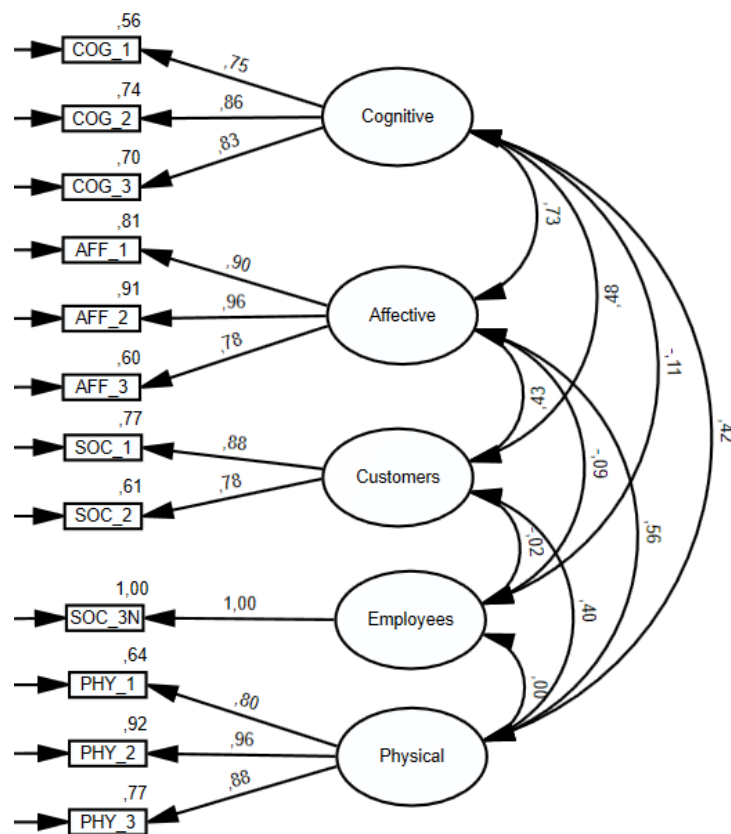 ,56
COG_1
,75
,74
COG_2
,86
Cognitive
,70
COG_3
,83
,73
,81
AFF_1
,90
,48
,91
AFF_2
,96
Affective
-,11
,60
AFF_3
,78
,43
,42
,77
SOC_1
,88
-,09
Customers
,61
SOC_2
,78
-,02
,56
1,00
SOC_3N
1,00
Employees
,40
,64
PHY_1
,80
,00
,92
PHY_2
,96
Physical
,77
PHY_3
,88